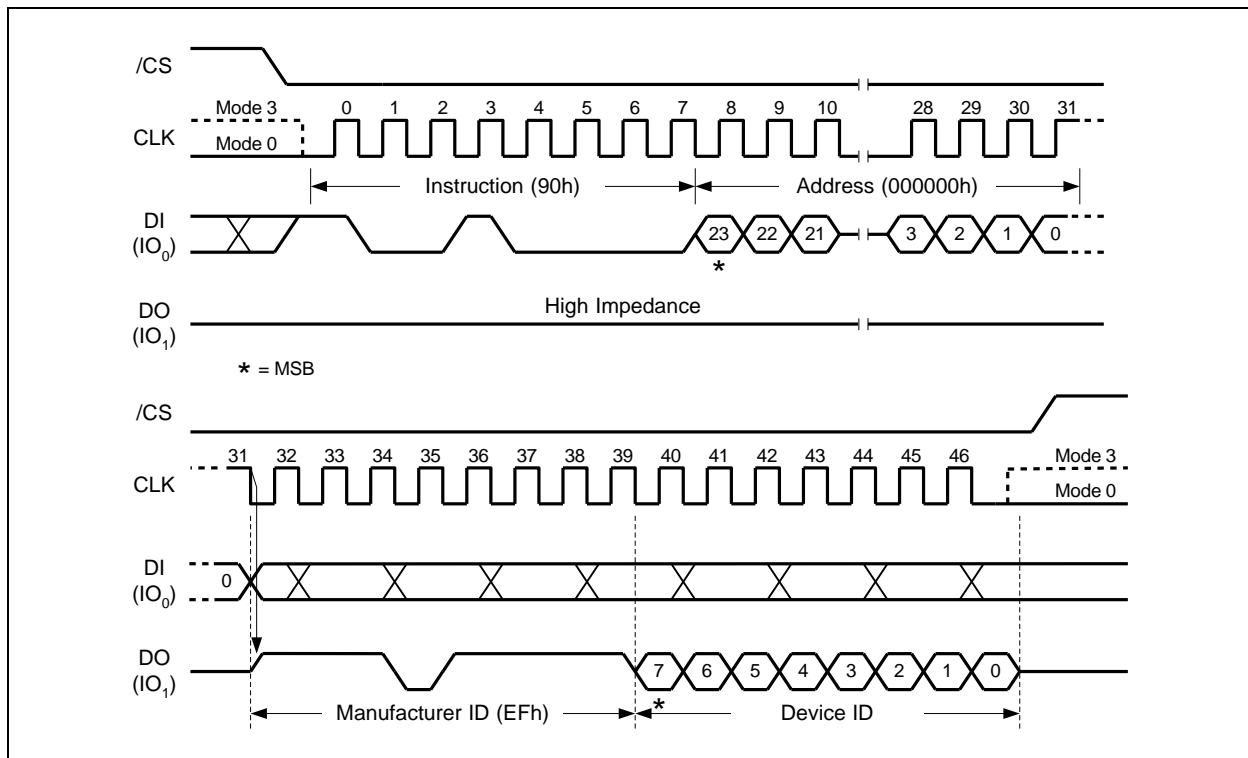 /CS
Mode 3
0 1 2 3 4 5 6 7 8 9 10 28 29 30 31
CLK
Mode 0
Instruction (90h) Address (000000h)
DI
(IO0)
23 22 21 3 2 1 0
*
DO
(IO1)
High Impedance
* = MSB
/CS
31 32 33 34 35 36 37 38 39 40 41 42 43 44 45 46 Mode 3
CLK
Mode 0
DI
(IO0)
0
DO
(IO1)
7 6 5 4 3 2 1 0
*
Manufacturer ID (EFh) Device ID